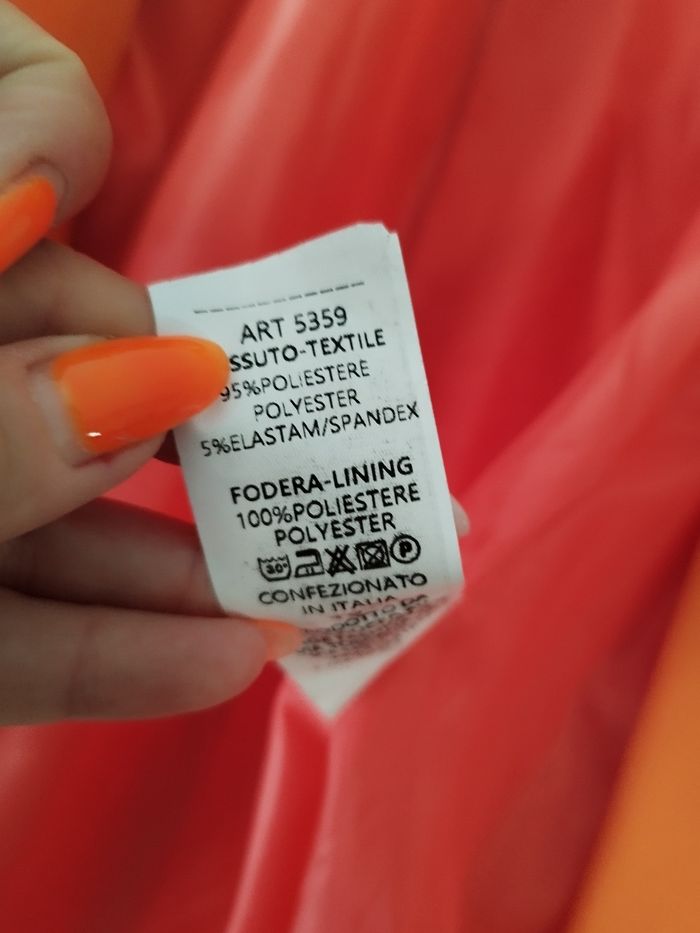 ART 5359
SSUTO-TEXTILE
95%POLIESTERE
POLYESTER
5%ELASTAM/SPANDEX
FODERA-LINING
100%POLIESTERE
POLYESTER
30° P
CONFEZIONATO
IN ITALIA